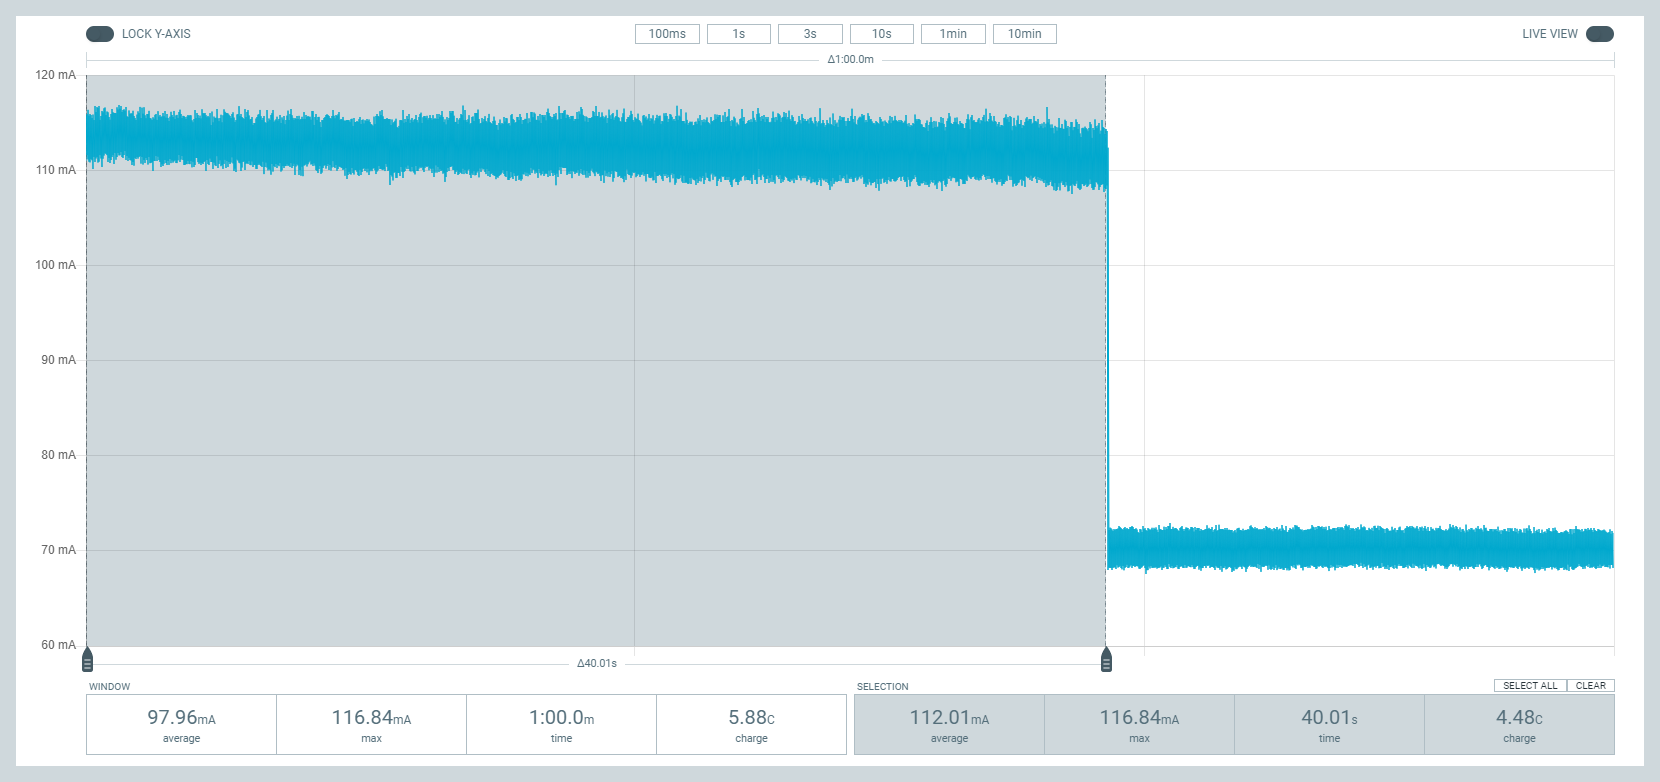 LOCK Y-AXIS 100ms 1s 3s 10s 1min 10min LIVE VIEW
Δ1:00.0m
120 mA
110 mA
100 mA
90 mA
80 mA
70 mA
60 mA
Δ40.01s
WINDOW SELECTION SELECT ALL CLEAR
97.96mA 116.84mA 1:00.0m 5.88C 112.01mA 116.84mA 40.01s 4.48C
average max time charge average max time charge